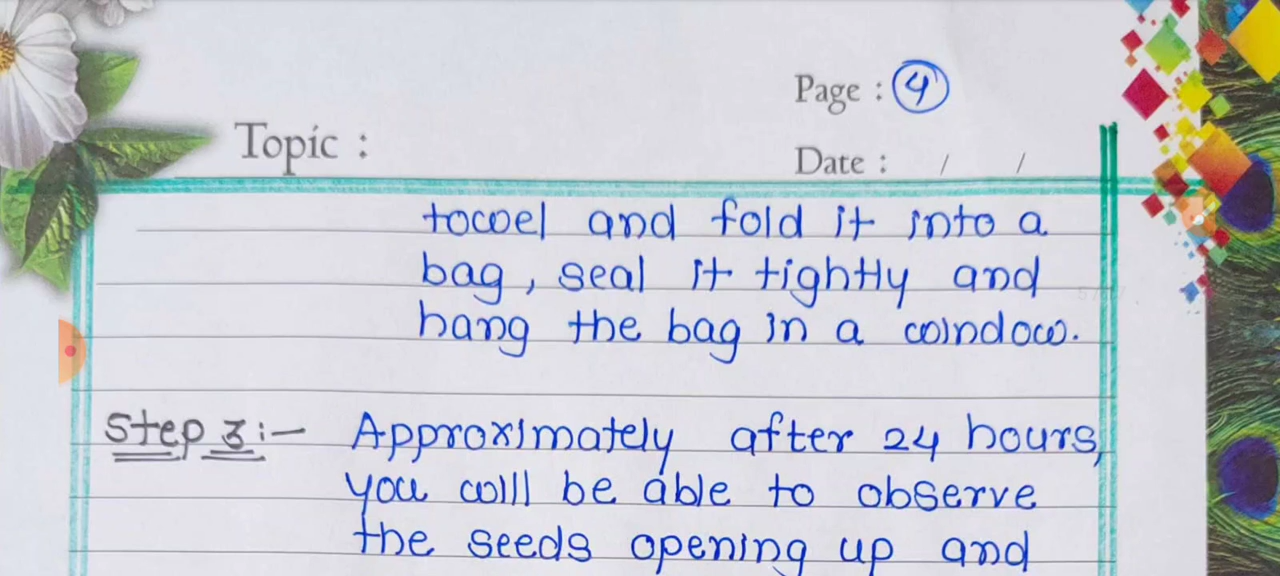 Page : 4
Topic :
Date : / /
towel and fold it into a
bag, seal it tightly and
hang the bag in a window.
Step 3:- Approximately after 24 hours,
you will be able to observe
the seeds opening up and